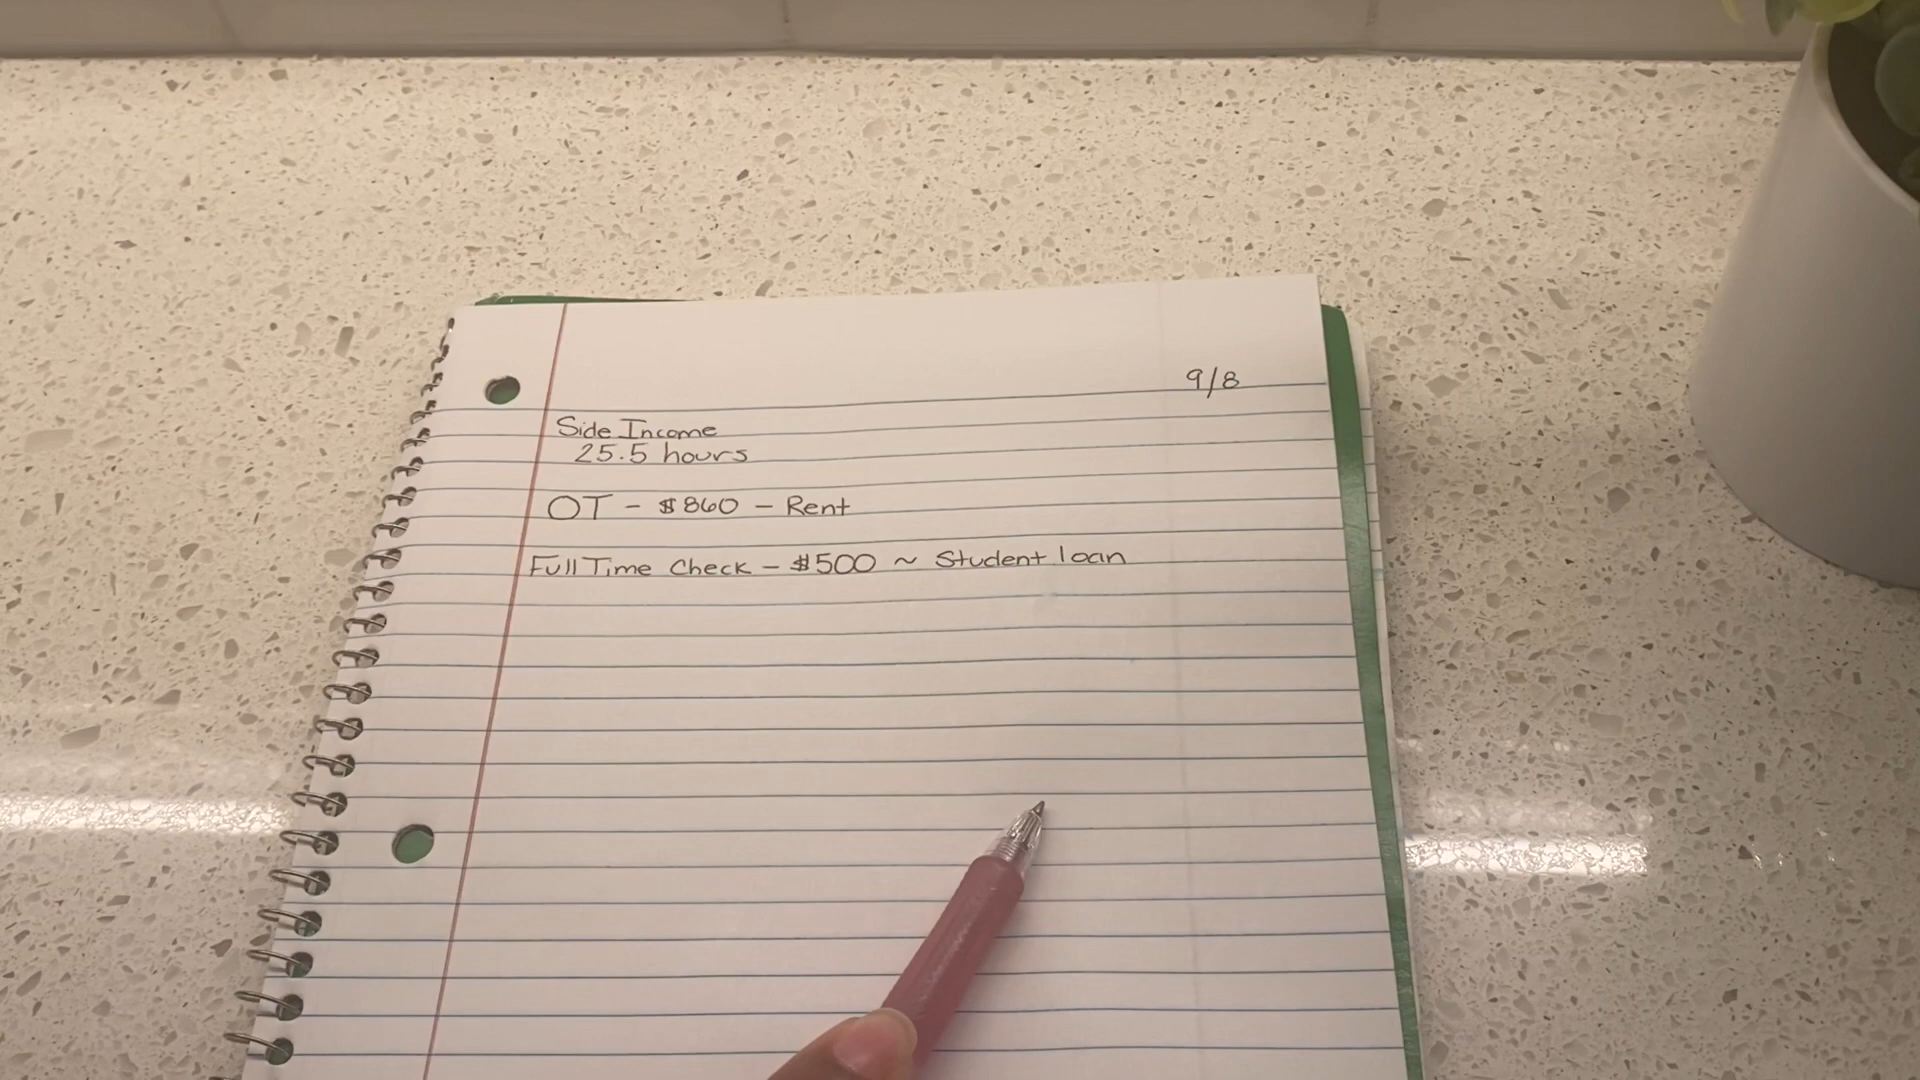 9/8
Side Income
25.5 hours
OT - $860 - Rent
Full Time Check - $500 ~ Student loan